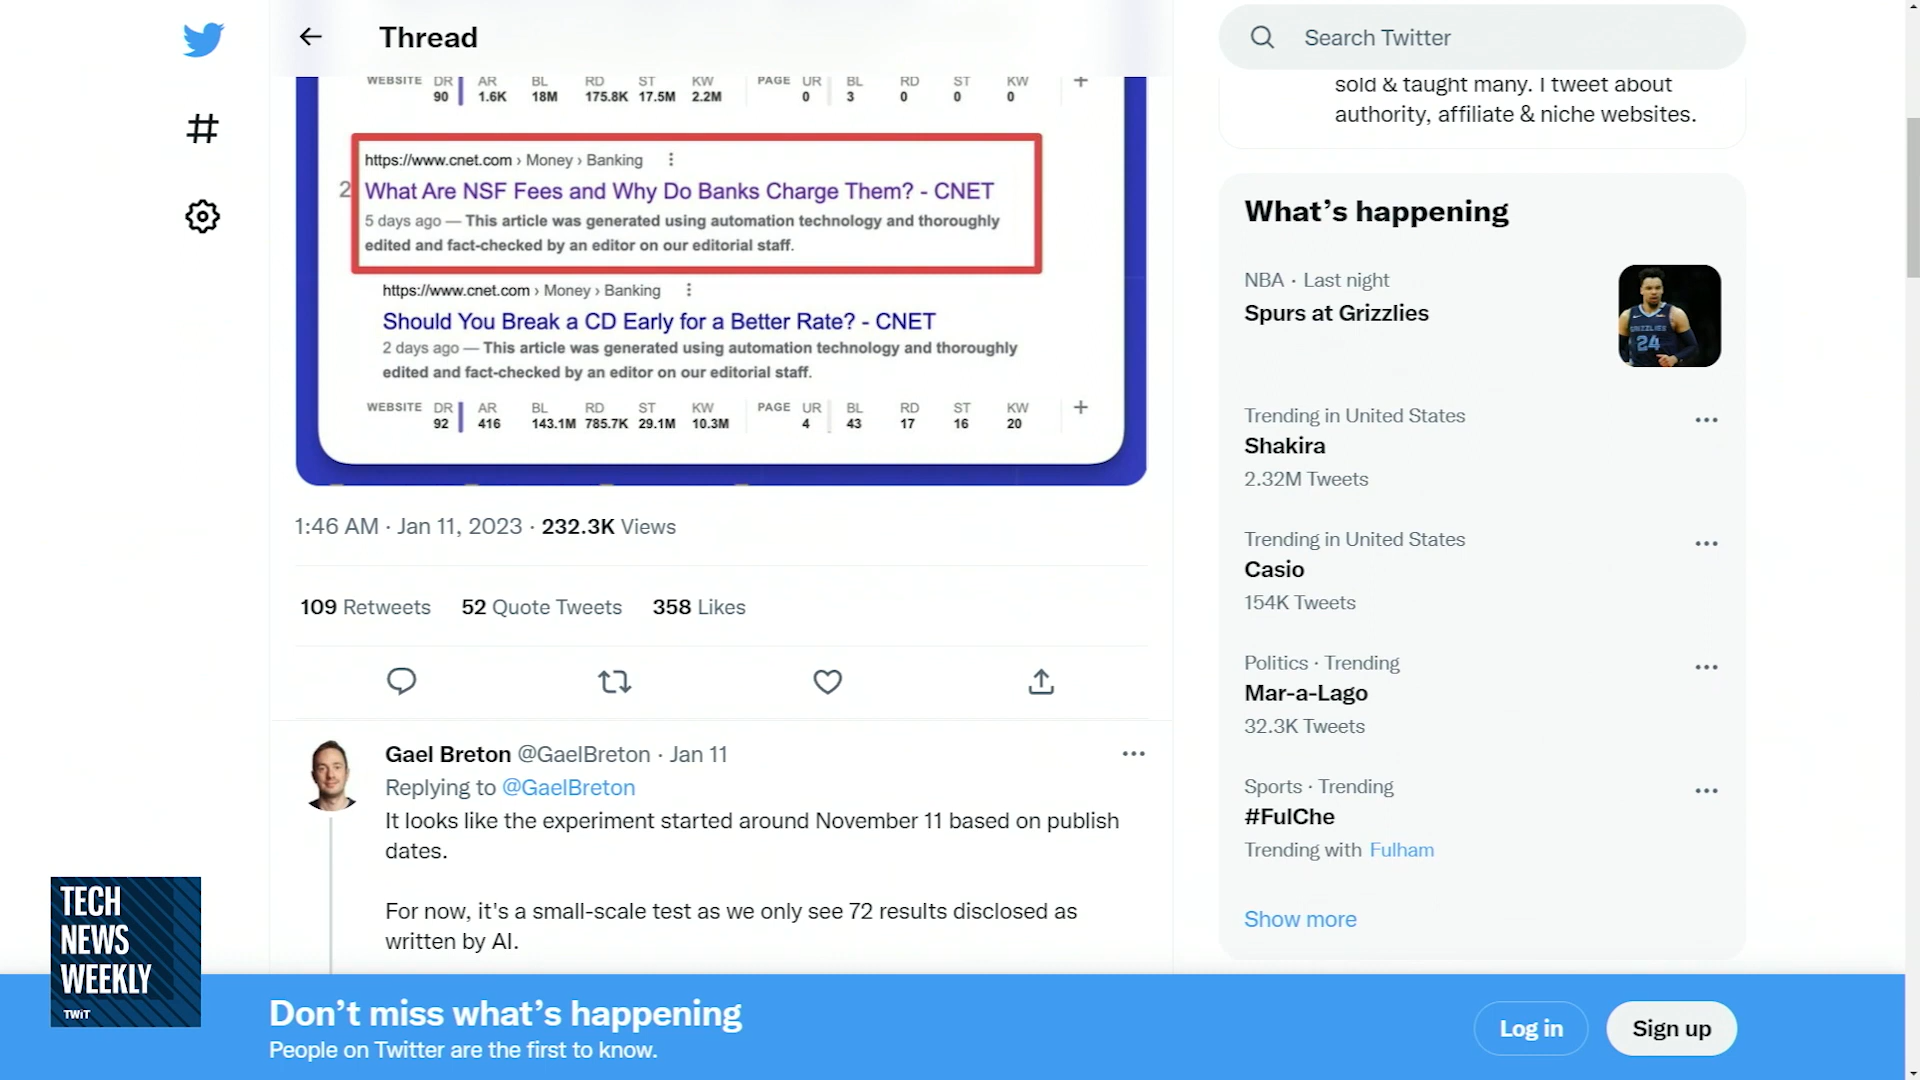 Thread
WEBSITE DR AR BL RD ST KW PAGE UR BL RD ST KW +
90 1.6K 18M 175.8K 17.5M 2.2M 0 3 0 0 0
https://www.cnet.com › Money › Banking
2 What Are NSF Fees and Why Do Banks Charge Them? - CNET
5 days ago — This article was generated using automation technology and thoroughly
edited and fact-checked by an editor on our editorial staff.
https://www.cnet.com › Money › Banking
Should You Break a CD Early for a Better Rate? - CNET
2 days ago — This article was generated using automation technology and thoroughly
edited and fact-checked by an editor on our editorial staff.
WEBSITE DR AR BL RD ST KW PAGE UR BL RD ST KW +
92 416 143.1M 785.7K 29.1M 10.3M 4 43 17 16 20
1:46 AM · Jan 11, 2023 · 232.3K Views
109 Retweets 52 Quote Tweets 358 Likes
Gael Breton @GaelBreton · Jan 11
Replying to @GaelBreton
It looks like the experiment started around November 11 based on publish
dates.
For now, it's a small-scale test as we only see 72 results disclosed as
written by AI.
Search Twitter
sold & taught many. I tweet about
authority, affiliate & niche websites.
What's happening
NBA · Last night
Spurs at Grizzlies
GRIZZLIES
24
Trending in United States
Shakira
2.32M Tweets
Trending in United States
Casio
154K Tweets
Politics · Trending
Mar-a-Lago
32.3K Tweets
Sports · Trending
#FulChe
Trending with Fulham
Show more
TECH
NEWS
WEEKLY
TWiT
Don't miss what's happening
People on Twitter are the first to know.
Log in
Sign up